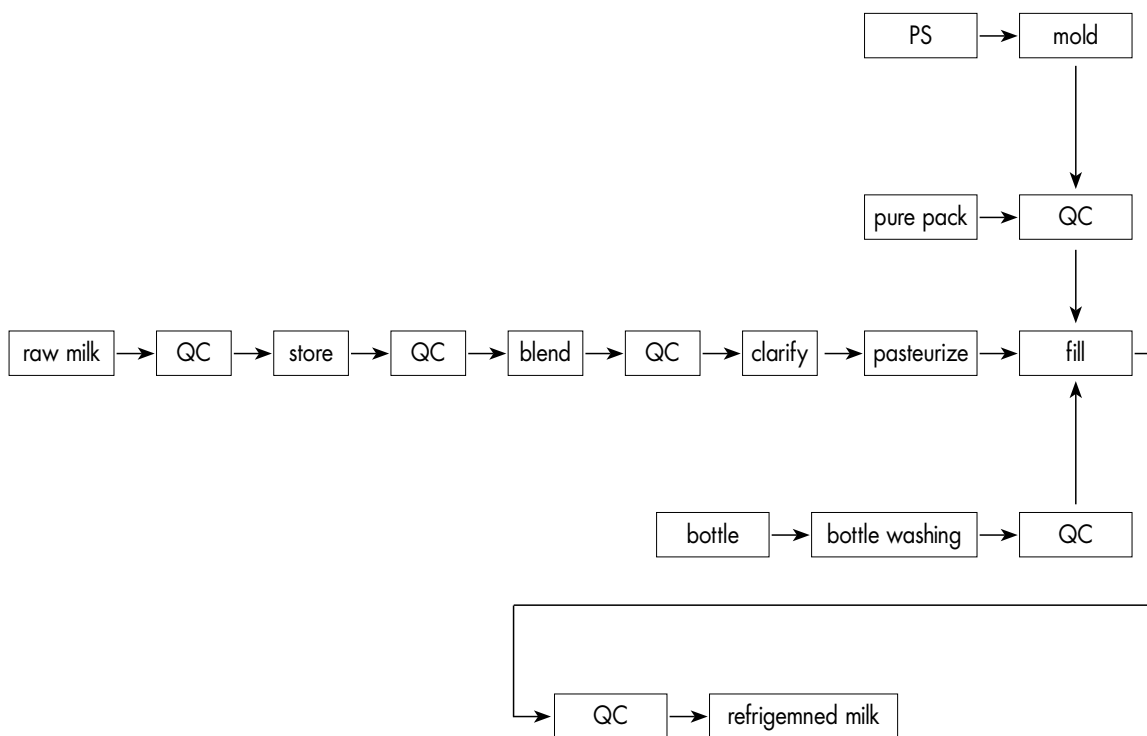 PS
mold
pure pack
QC
raw milk
QC
store
QC
blend
QC
clarify
pasteurize
fill
bottle
bottle washing
QC
QC
refrigemned milk